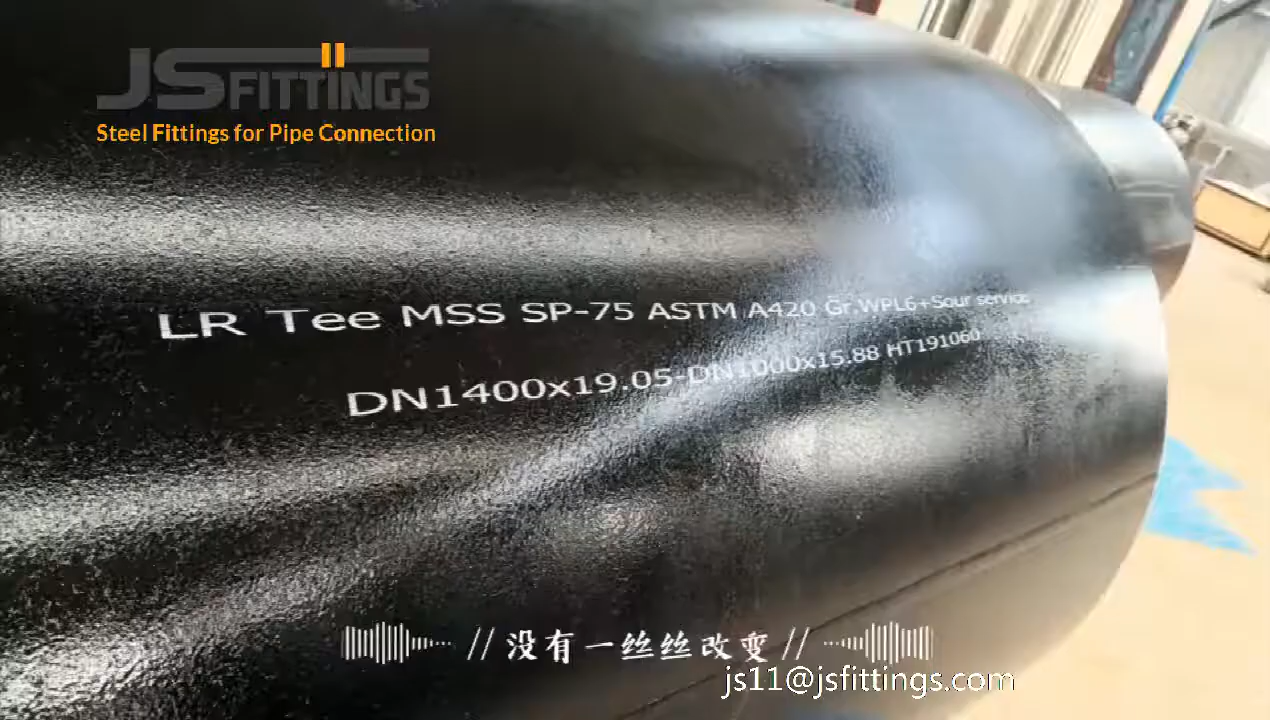 JSFITTINGS
Steel Fittings for Pipe Connection
LR Tee MSS SP-75 ASTM A420 Gr.WPL6+Sour service
DN1400x19.05-DN1000x15.88 HT191060
//没有一丝丝改变//
js11@jsfittings.com